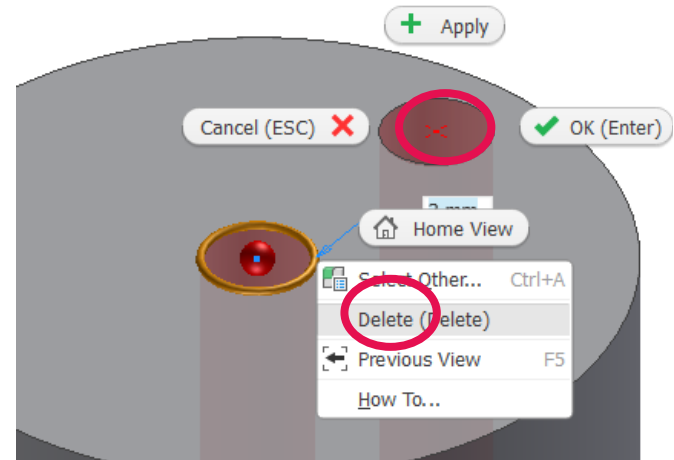 Apply
Cancel (ESC)
OK (Enter)
Home View
Select Other... Ctrl+A
Delete (Delete)
Previous View F5
How To...